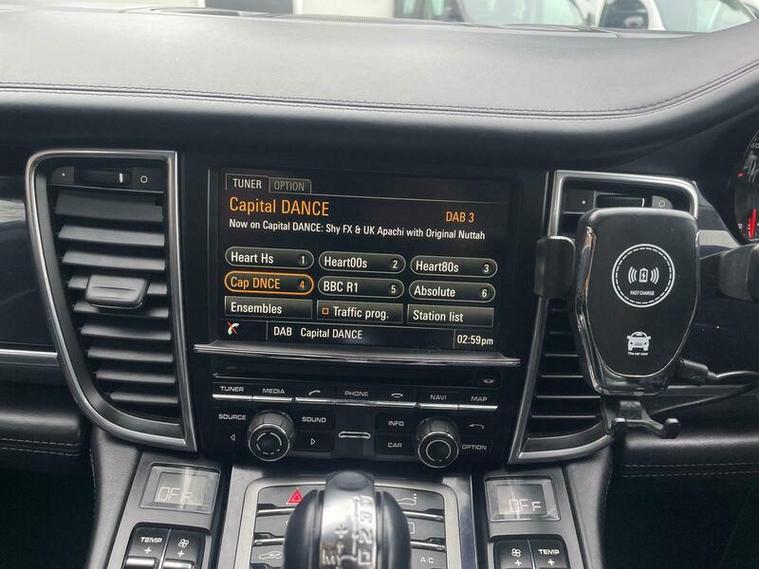 TUNER OPTION
Capital DANCE DAB 3
Now on Capital DANCE: Shy FX & UK Apachi with Original Nuttah
Heart Hs 1 Heart00s 2 Heart80s 3
Cap DNCE 4 BBC R1 5 Absolute 6
Ensembles Traffic prog. Station list
DAB Capital DANCE 02:59pm
FAST CHARGE
The car now
TUNER MEDIA PHONE NAVI MAP
SOURCE SOUND INFO
CAR OPTION
OFF OFF
TEMP TEMP
A/C